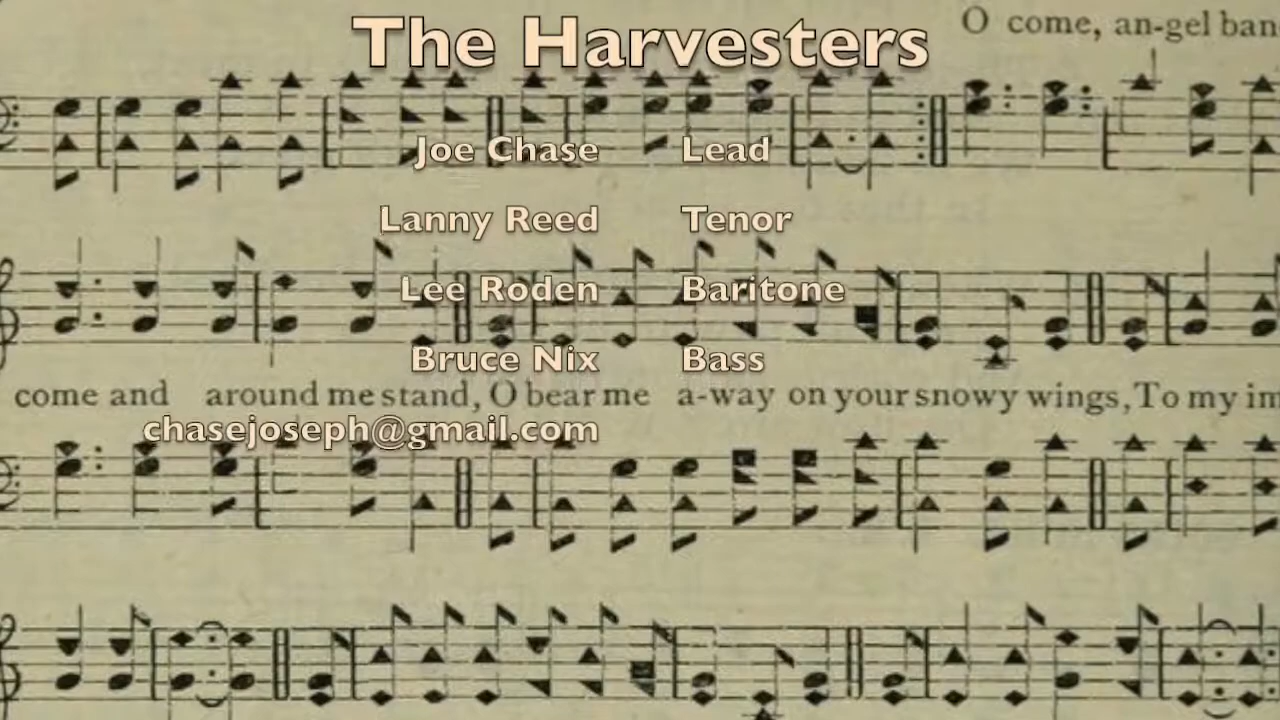 The Harvesters
O come, an-gel ban
Joe Chase Lead
Lanny Reed Tenor
Lee Roden Baritone
Bruce Nix Bass
come and around me stand, O bear me a-way on your snowy wings, To my im
chasejoseph@gmail.com